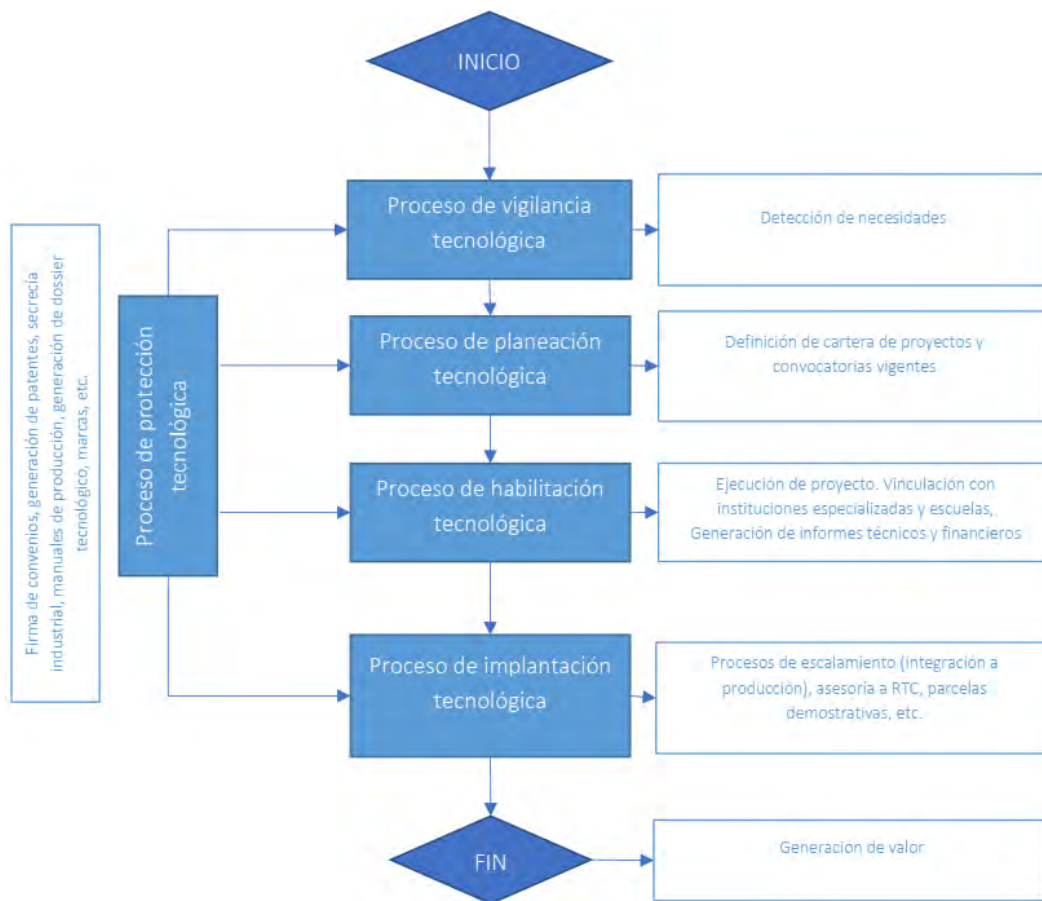 INICIO
Proceso de vigilancia
tecnológica
Detección de necesidades
Firma de convenios, generación de patentes, secrecía
industrial, manuales de producción, generación de dossier
tecnológico, marcas, etc.
Proceso de protección
tecnológica
Proceso de planeación
tecnológica
Definición de cartera de proyectos y
convocatorias vigentes
Proceso de habilitación
tecnológica
Ejecución de proyecto. Vinculación con
instituciones especializadas y escuelas,
Generación de informes técnicos y financieros
Proceso de implantación
tecnológica
Procesos de escalamiento (integración a
producción), asesoría a RTC, parcelas
demostrativas, etc.
FIN
Generación de valor